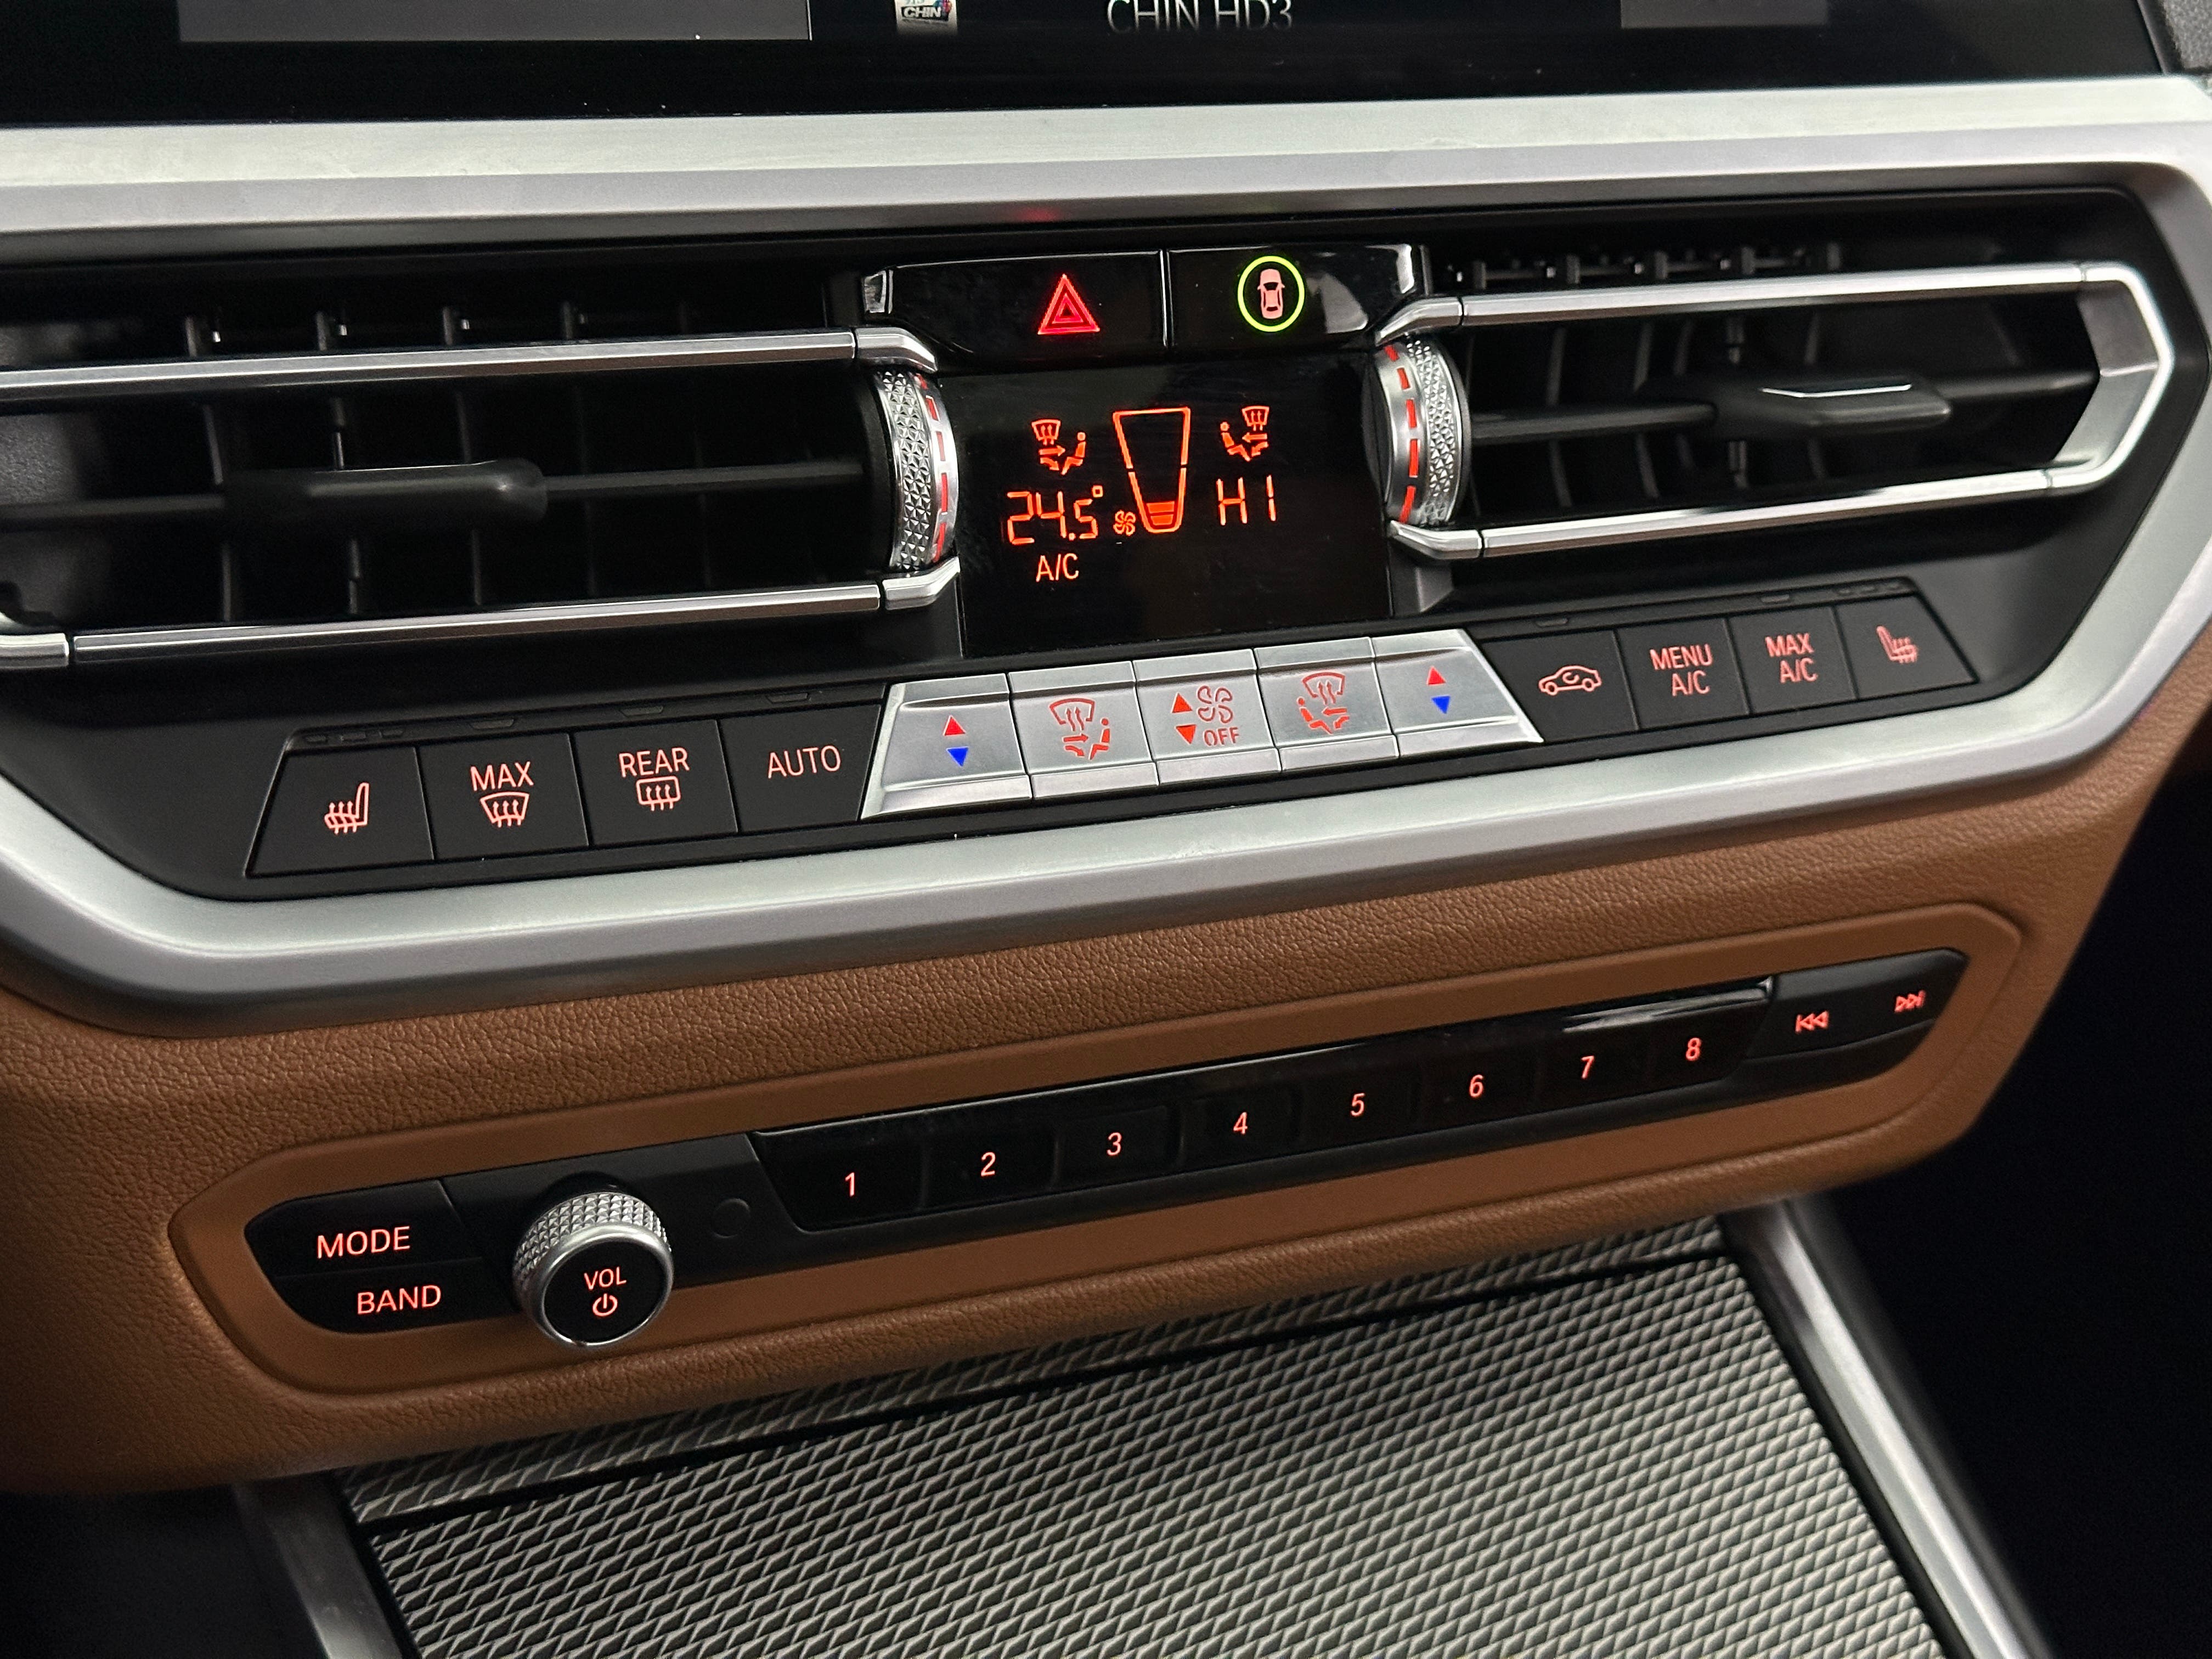 CHIN
CHIN HD3
24.5°
HI
A/C
MAX
REAR
AUTO
OFF
MENU
A/C
MAX
A/C
1
2
3
4
5
6
7
8
MODE
BAND
VOL